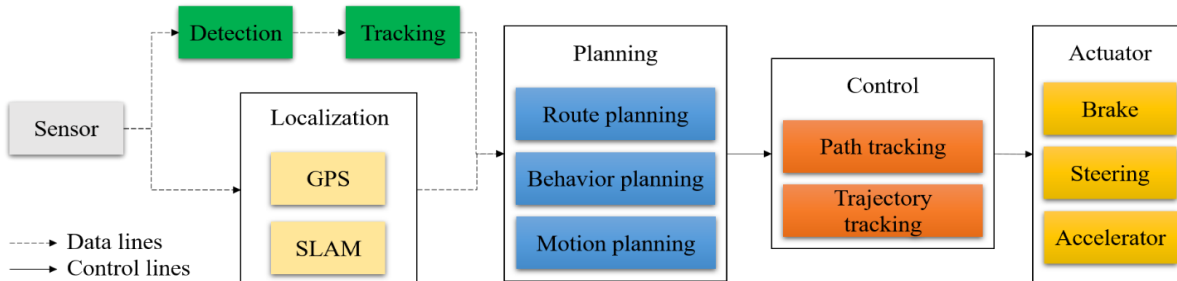 Sensor
Detection
Tracking
Localization
GPS
SLAM
Planning
Route planning
Behavior planning
Motion planning
Control
Path tracking
Trajectory
tracking
Actuator
Brake
Steering
Accelerator
Data lines
Control lines